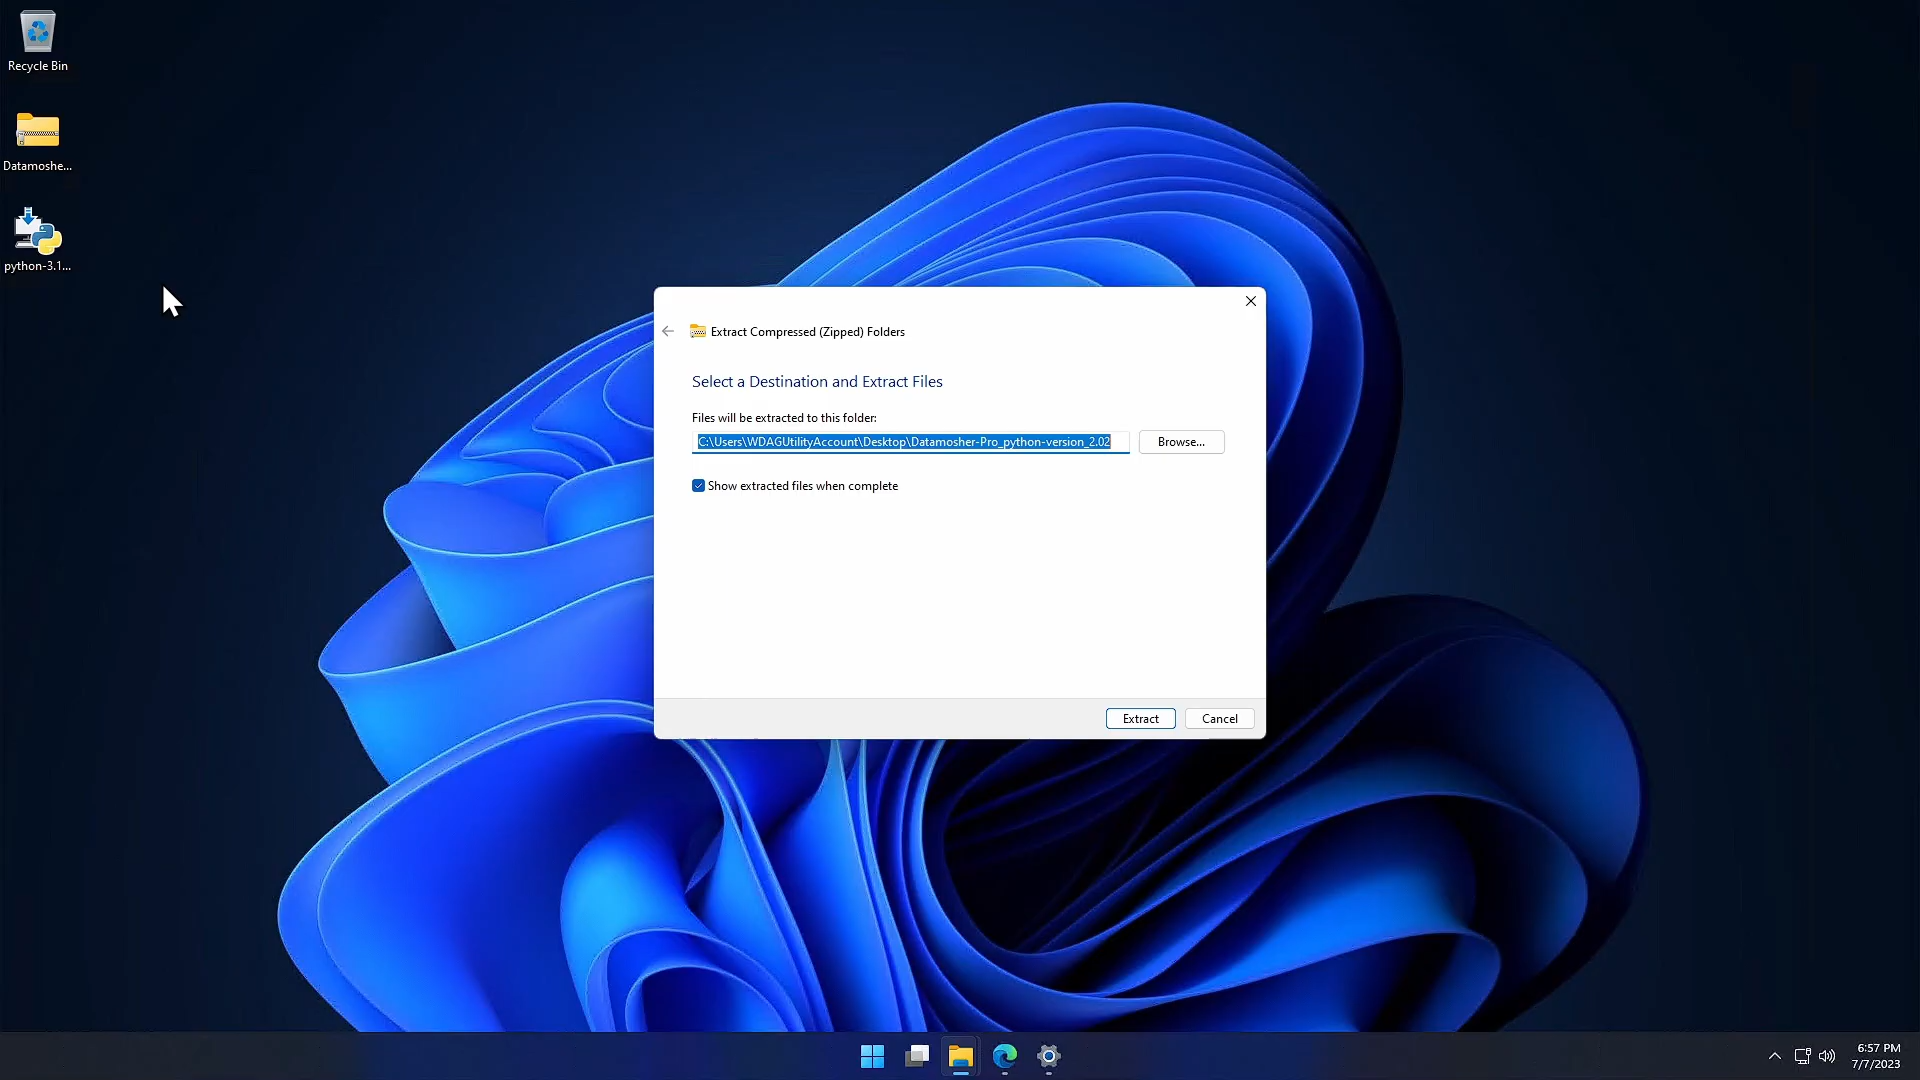 Recycle Bin
Datamoshe...
python-3.1...
Extract Compressed (Zipped) Folders
Select a Destination and Extract Files
Files will be extracted to this folder:
C:\Users\WDAGUtilityAccount\Desktop\Datamosher-Pro_python-version_2.02
Browse...
Show extracted files when complete
Extract
Cancel
6:57 PM
7/7/2023